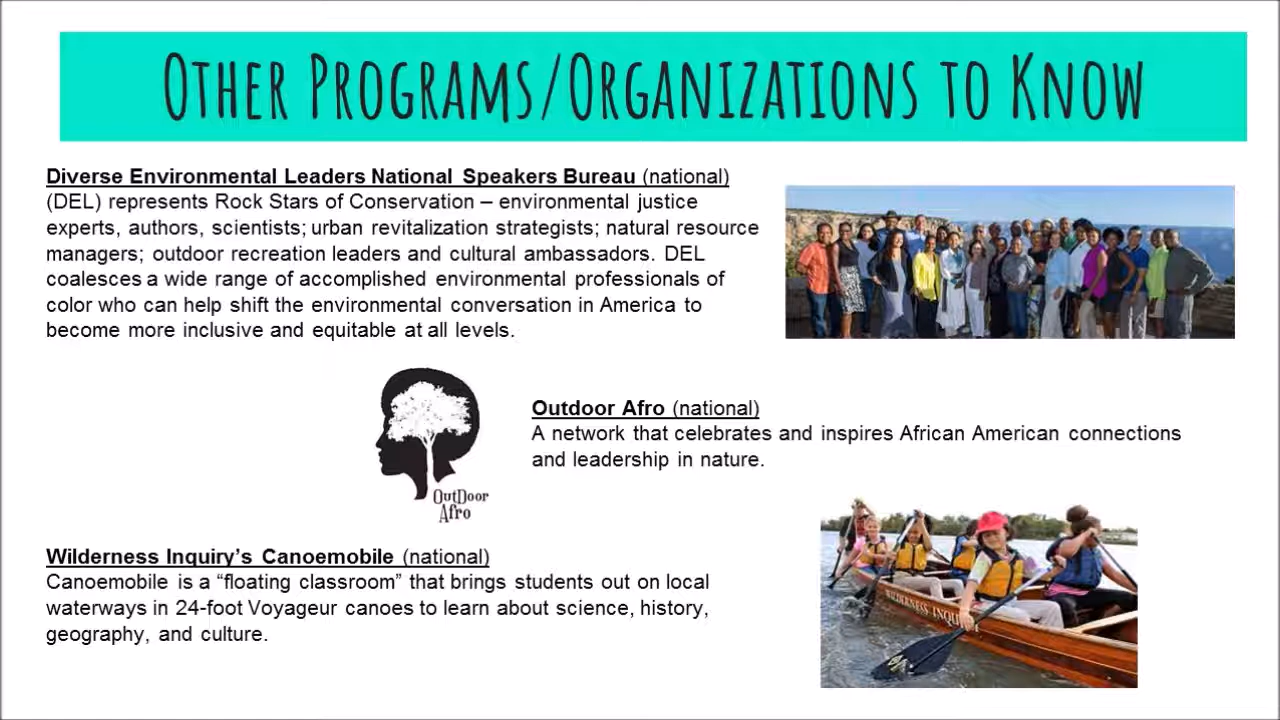 Other Programs/Organizations to Know
Diverse Environmental Leaders National Speakers Bureau (national)
(DEL) represents Rock Stars of Conservation – environmental justice
experts, authors, scientists; urban revitalization strategists; natural resource
managers; outdoor recreation leaders and cultural ambassadors. DEL
coalesces a wide range of accomplished environmental professionals of
color who can help shift the environmental conversation in America to
become more inclusive and equitable at all levels.
Outdoor Afro (national)
A network that celebrates and inspires African American connections
and leadership in nature.
OutDoor
Afro
Wilderness Inquiry’s Canoemobile (national)
Canoemobile is a “floating classroom” that brings students out on local
waterways in 24-foot Voyageur canoes to learn about science, history,
geography, and culture.
WILDERNESS INQUI